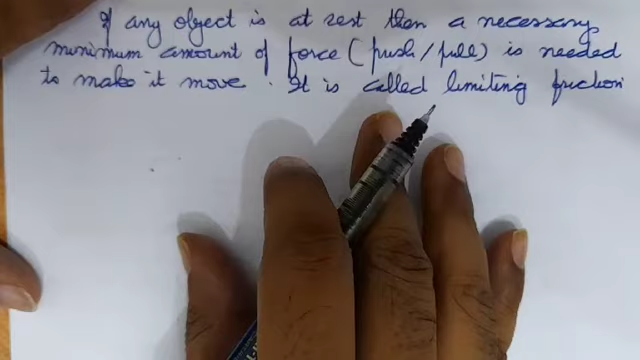 If any object is at rest then a necessary
minimum amount of force (push/pull) is needed
to make it move. It is called limiting friction